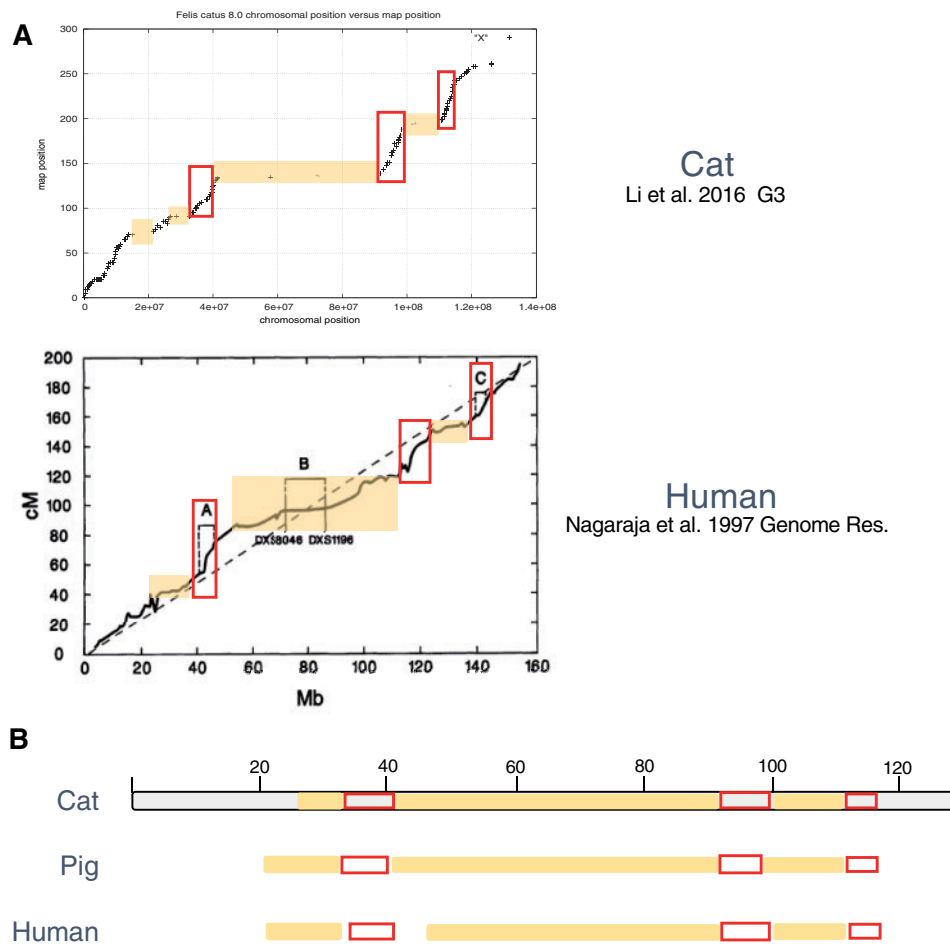 A
Felis catus 8.0 chromosomal position versus map position
300
250
200
150
100
50
0
map position
"X"
0 2e+07 4e+07 6e+07 8e+07 1e+08 1.2e+08 1.4e+08
chromosomal position
Cat
Li et al. 2016 G3
200
180
160
140
120
100
80
60
40
20
0
cM
A
B
C
DXS8046 DXS1196
0 20 40 60 80 100 120 140 160
Mb
Human
Nagaraja et al. 1997 Genome Res.
B
20 40 60 80 100 120
Cat
Pig
Human